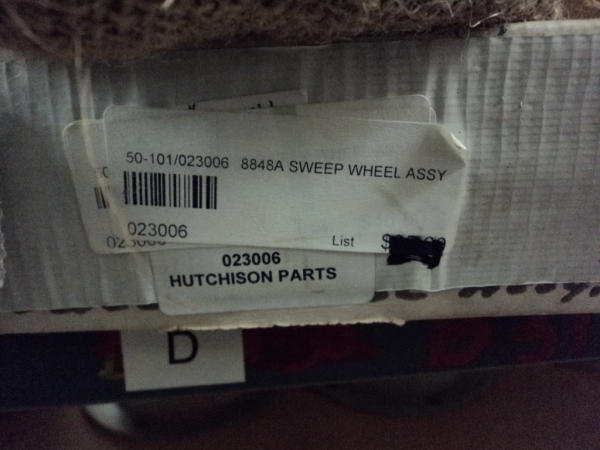 50-101/023006 8848A SWEEP WHEEL ASSY
023006
List
023006
HUTCHISON PARTS
D